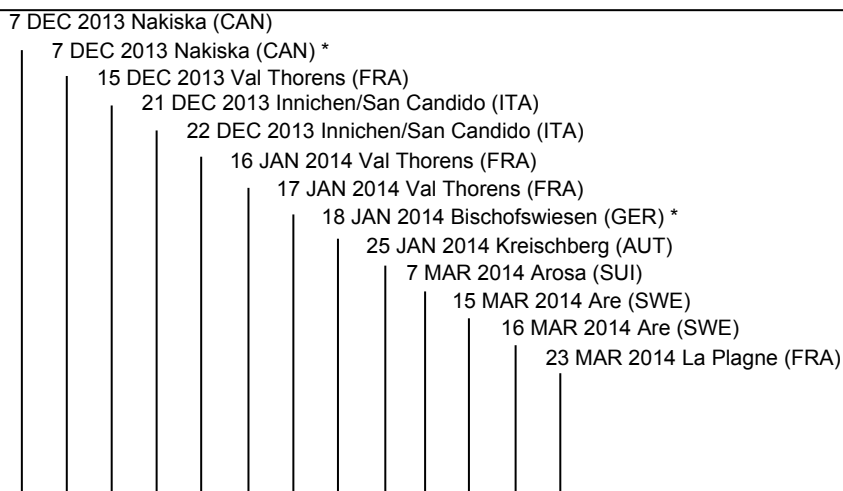 7 DEC 2013 Nakiska (CAN)
7 DEC 2013 Nakiska (CAN) *
15 DEC 2013 Val Thorens (FRA)
21 DEC 2013 Innichen/San Candido (ITA)
22 DEC 2013 Innichen/San Candido (ITA)
16 JAN 2014 Val Thorens (FRA)
17 JAN 2014 Val Thorens (FRA)
18 JAN 2014 Bischofswiesen (GER) *
25 JAN 2014 Kreischberg (AUT)
7 MAR 2014 Arosa (SUI)
15 MAR 2014 Are (SWE)
16 MAR 2014 Are (SWE)
23 MAR 2014 La Plagne (FRA)